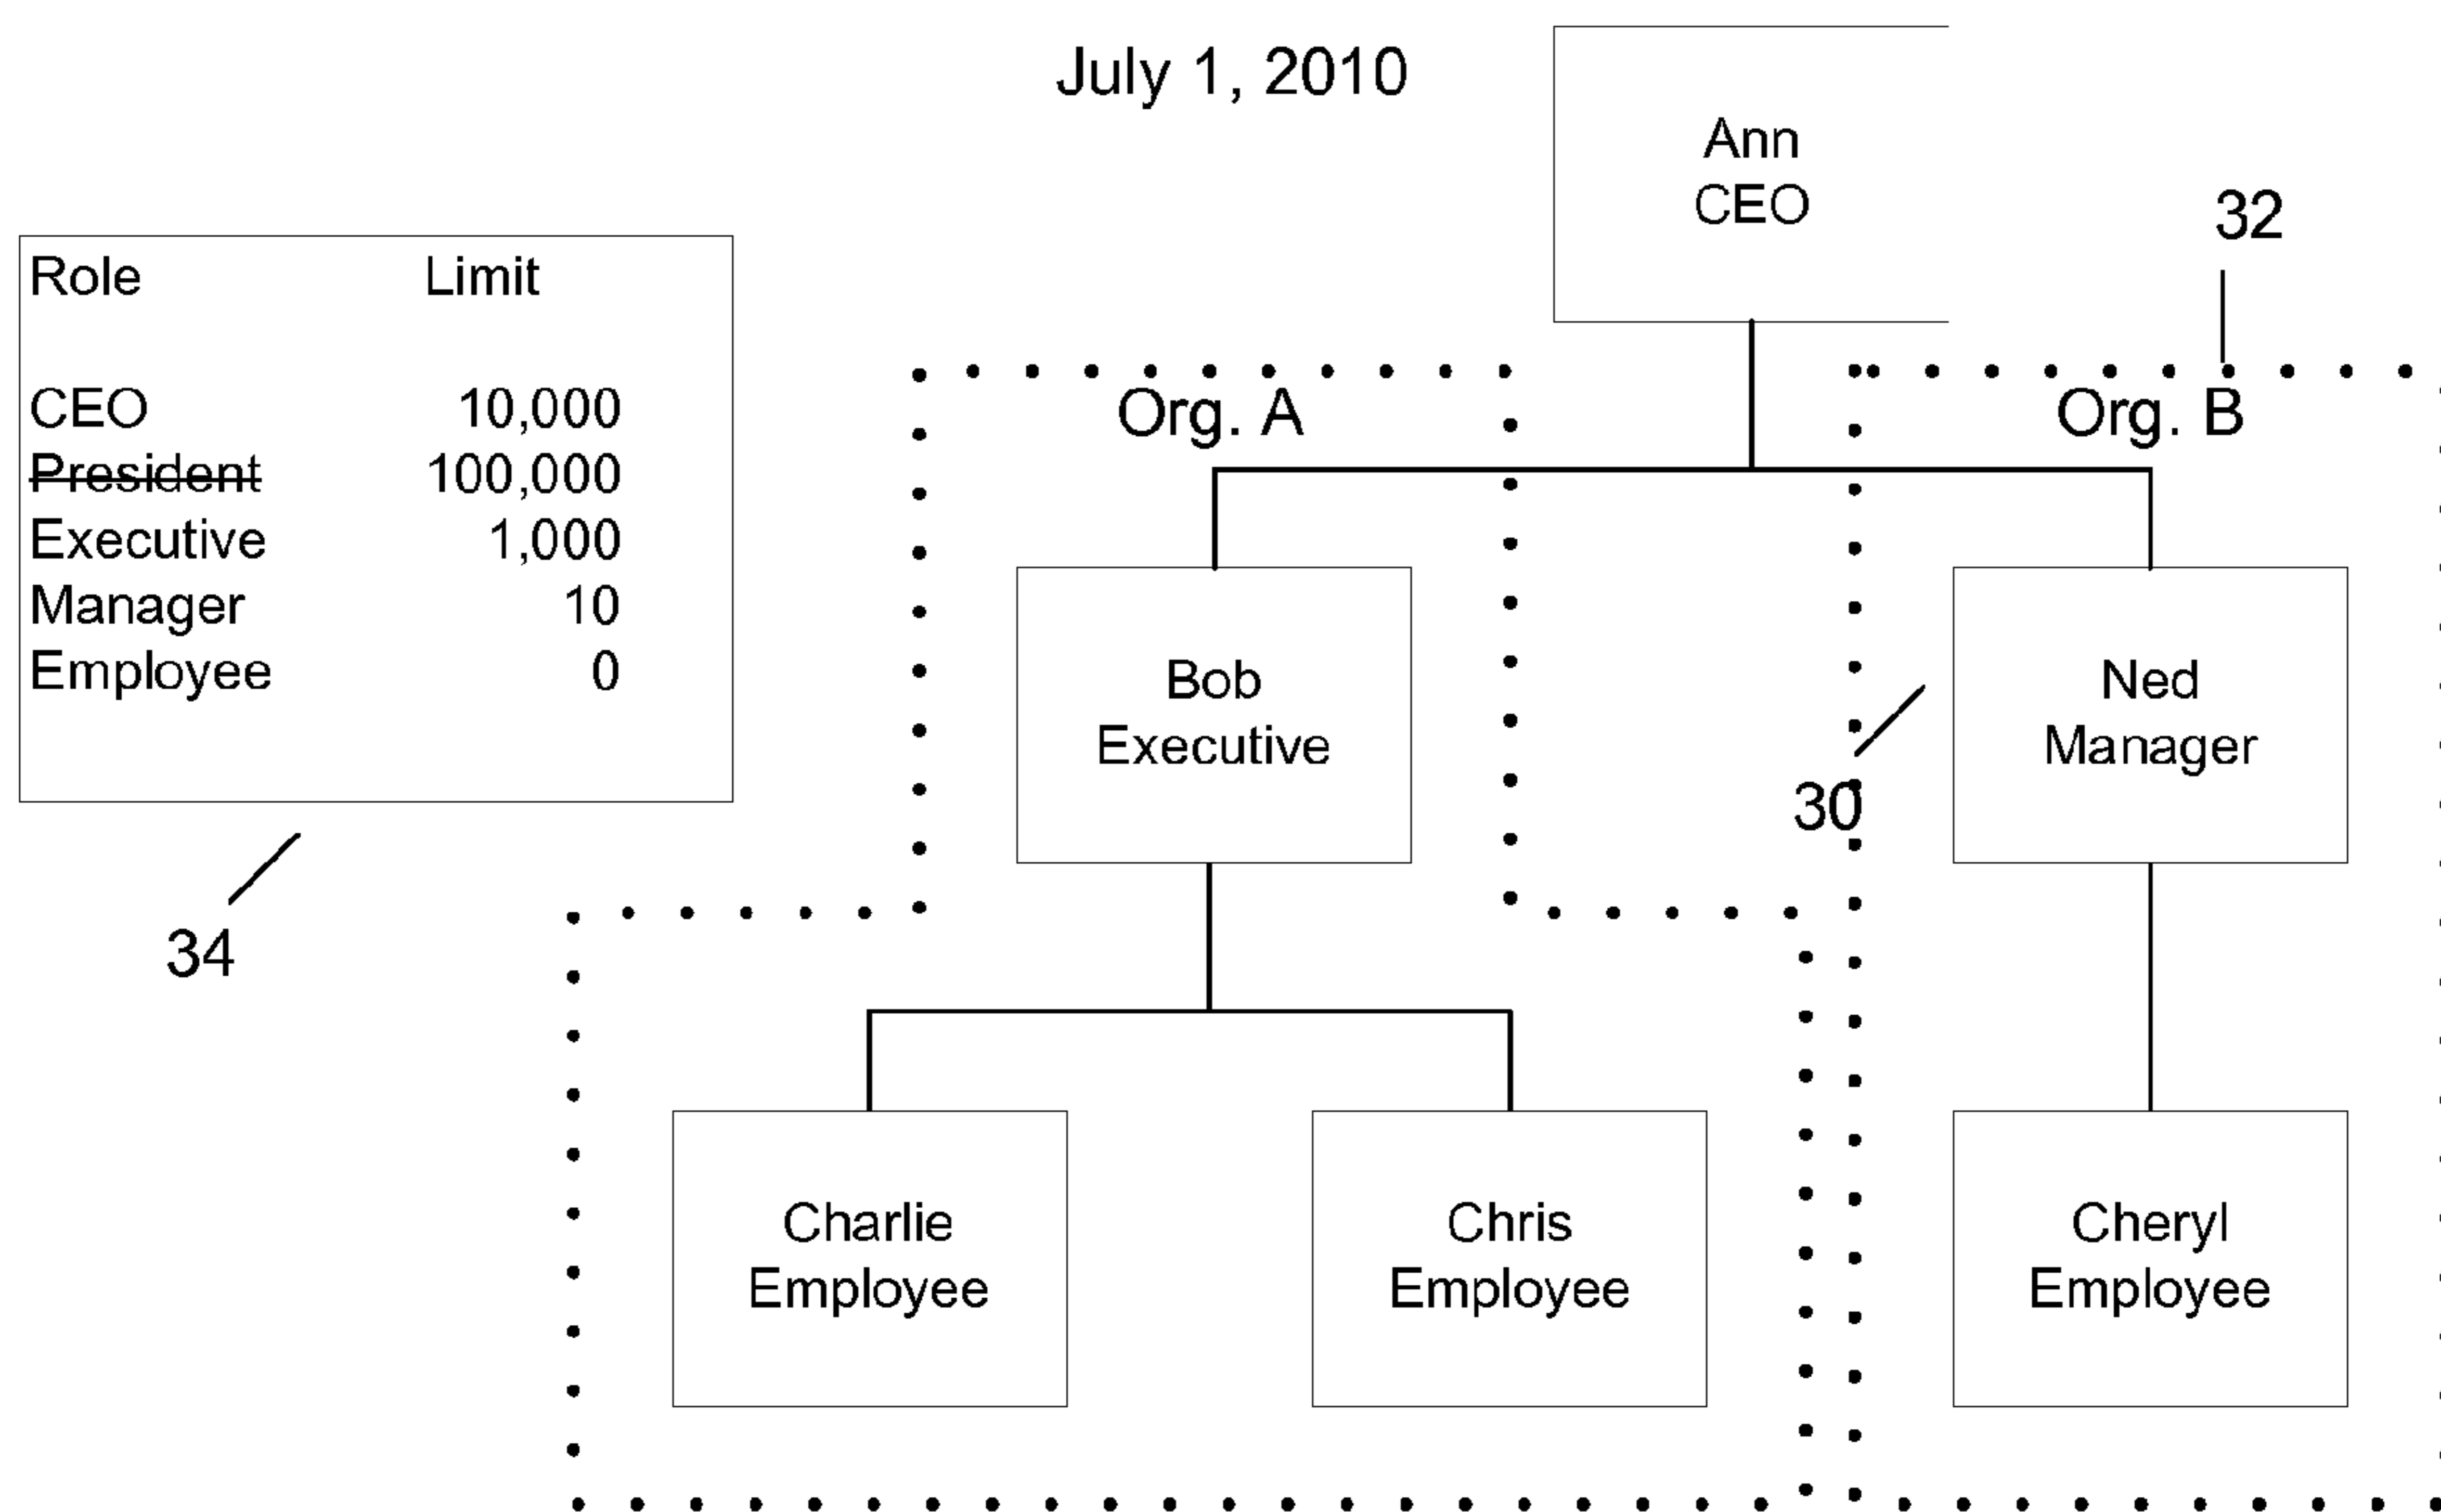 July 1, 2010
Ann
CEO
32
Role Limit
CEO 10,000
President 100,000
Executive 1,000
Manager 10
Employee 0
34
Org. A
Org. B
Bob
Executive
30
Ned
Manager
Charlie
Employee
Chris
Employee
Cheryl
Employee